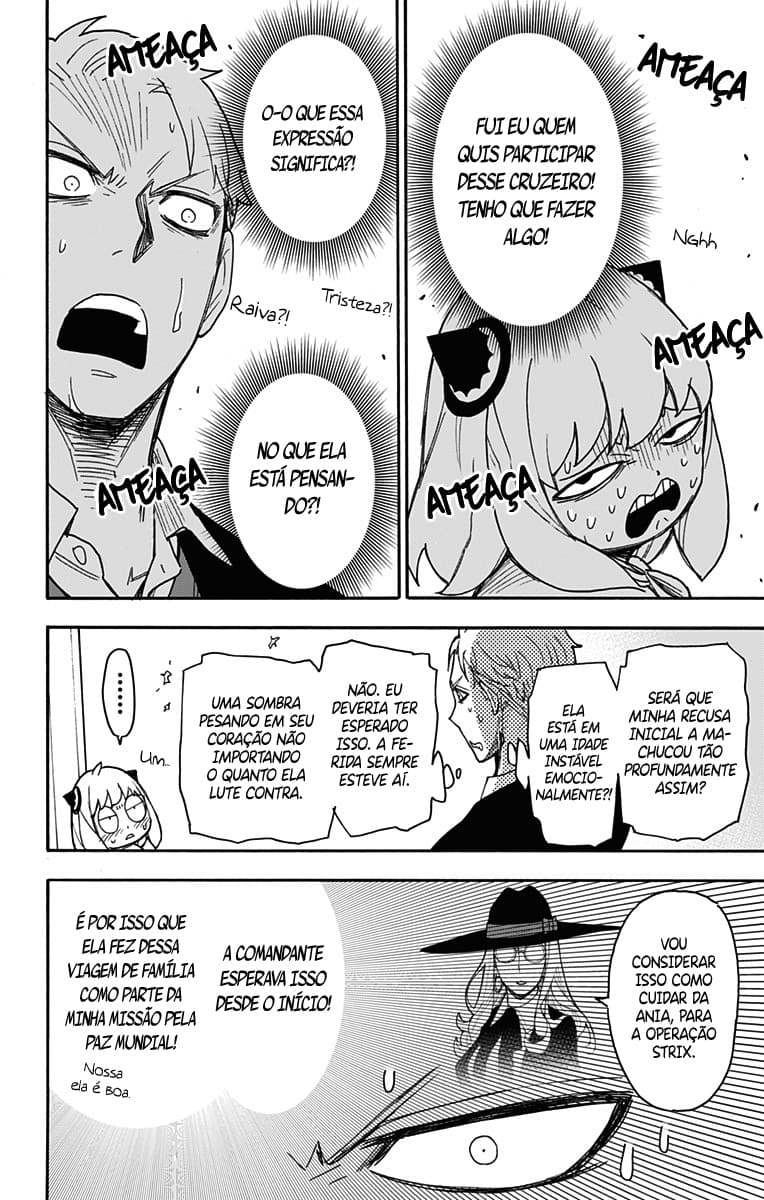 AMEAÇA
AMEAÇA
FUI EU QUEM
QUIS PARTICIPAR
DESSE CRUZEIRO!
TENHO QUE FAZER
ALGO!
Nghh
AMEAÇA
AMEAÇA
AMEAÇA
AMEAÇA
O-O QUE ESSA
EXPRESSÃO
SIGNIFICA?!
Tristeza?!
Raiva?!
NO QUE ELA
ESTÁ PENSAN-
DO?!
AMEAÇA
AMEAÇA
SERÁ QUE
MINHA RECUSA
INICIAL A MA-
CHUCOU TÃO
PROFUNDAMENTE
ASSIM?
ELA
ESTÁ EM
UMA IDADE
INSTÁVEL
EMOCIO-
NALMENTE?!
NÃO. EU
DEVERIA TER
ESPERADO
ISSO. A FE-
RIDA SEMPRE
ESTEVE AÍ.
UMA SOMBRA
PESANDO EM SEU
CORAÇÃO NÃO
IMPORTANDO
O QUANTO ELA
LUTE CONTRA.
......
Um...
VOU
CONSIDERAR
ISSO COMO
CUIDAR DA
ANIA, PARA
A OPERAÇÃO
STRIX.
A COMANDANTE
ESPERAVA ISSO
DESDE O INÍCIO!
É POR ISSO QUE
ELA FEZ DESSA
VIAGEM DE FAMÍLIA
COMO PARTE DA
MINHA MISSÃO PELA
PAZ MUNDIAL!
Nossa
ela é boa.